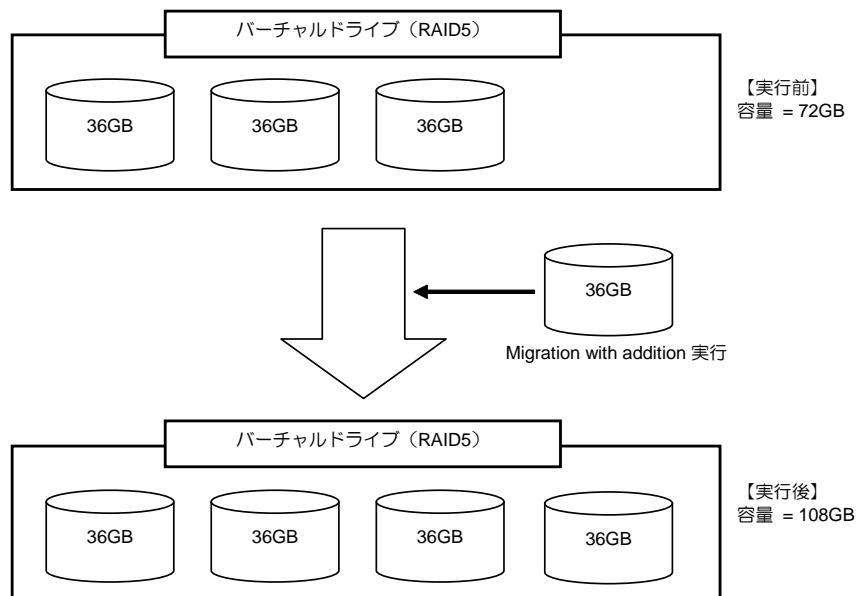 バーチャルドライブ（RAID5）
36GB
36GB
36GB
【実行前】
容量 = 72GB
36GB
Migration with addition 実行
バーチャルドライブ（RAID5）
36GB
36GB
36GB
36GB
【実行後】
容量 = 108GB